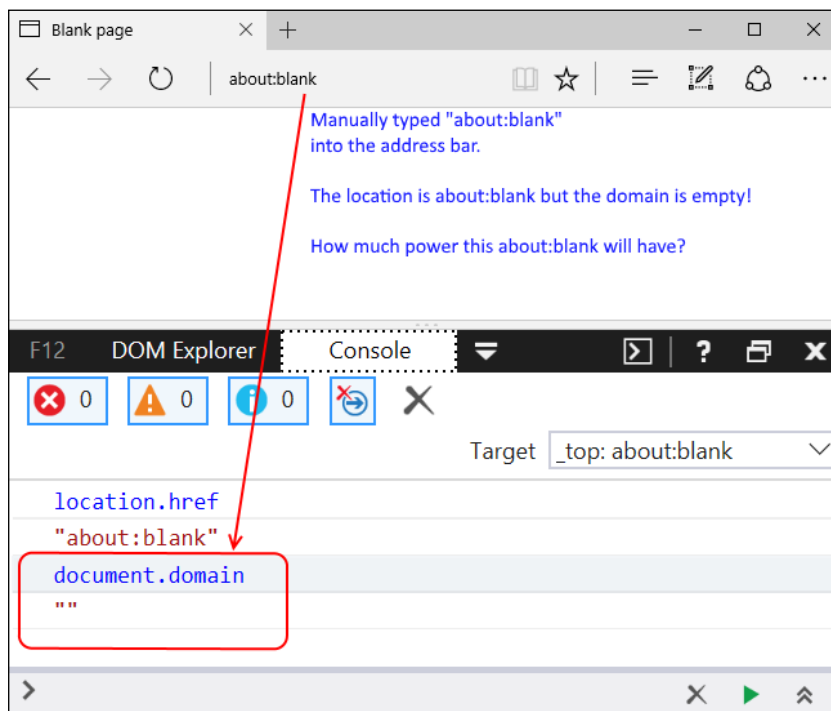 Blank page
about:blank
Manually typed "about:blank"
into the address bar.
The location is about:blank but the domain is empty!
How much power this about:blank will have?
F12 DOM Explorer Console ?
0 0 0
Target _top: about:blank
location.href
"about:blank"
document.domain
""